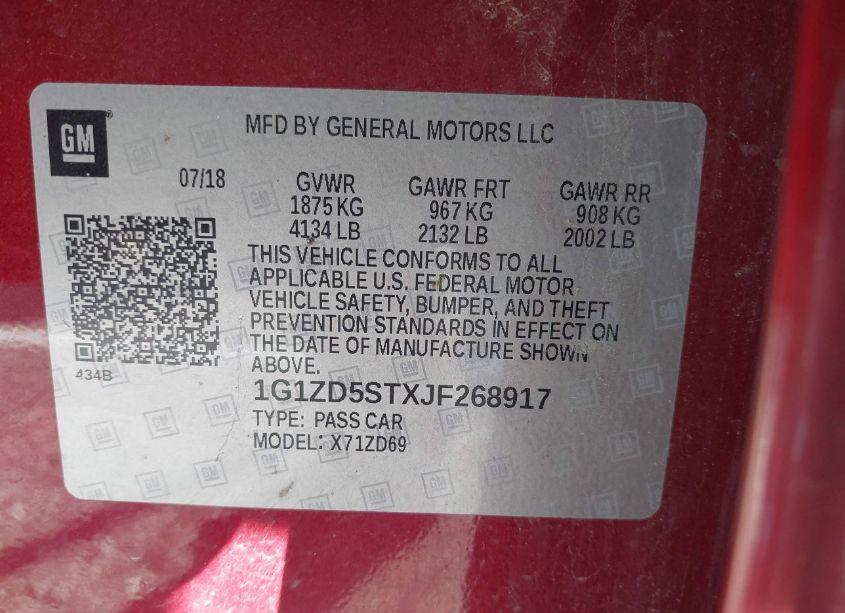 GM®
MFD BY GENERAL MOTORS LLC
07/18 GVWR GAWR FRT GAWR RR
1875 KG 967 KG 908 KG
4134 LB 2132 LB 2002 LB
THIS VEHICLE CONFORMS TO ALL
APPLICABLE U.S. FEDERAL MOTOR
VEHICLE SAFETY, BUMPER, AND THEFT
PREVENTION STANDARDS IN EFFECT ON
THE DATE OF MANUFACTURE SHOWN
ABOVE.
434B
1G1ZD5STXJF268917
TYPE: PASS CAR
MODEL: X71ZD69